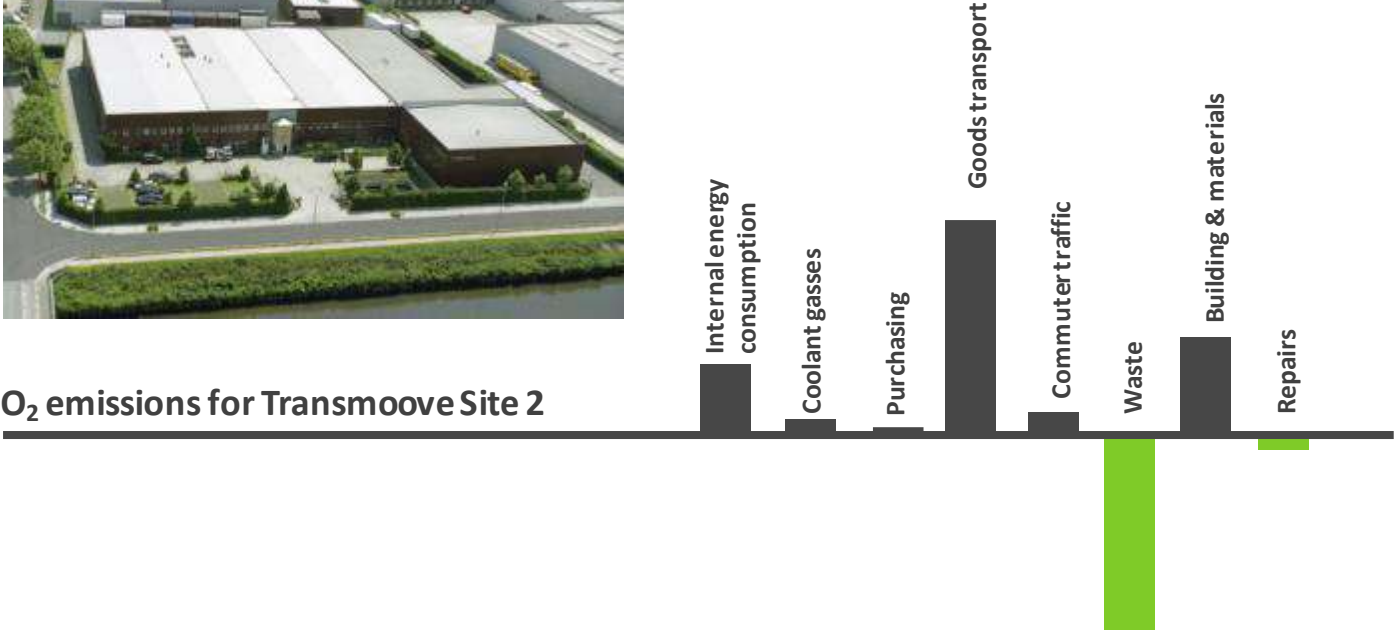 O₂ emissions for Transmoove Site 2
Internal energy
consumption
Coolant gasses
Purchasing
Goods transport
Commuter traffic
Waste
Building & materials
Repairs